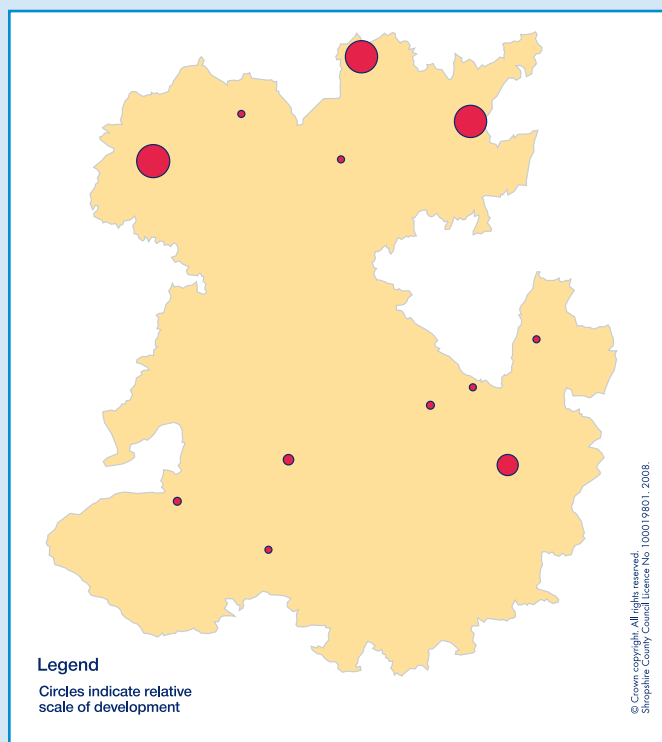 Legend
Circles indicate relative
scale of development
© Crown copyright. All rights reserved.
Shropshire County Council Licence No 100019801. 2008.